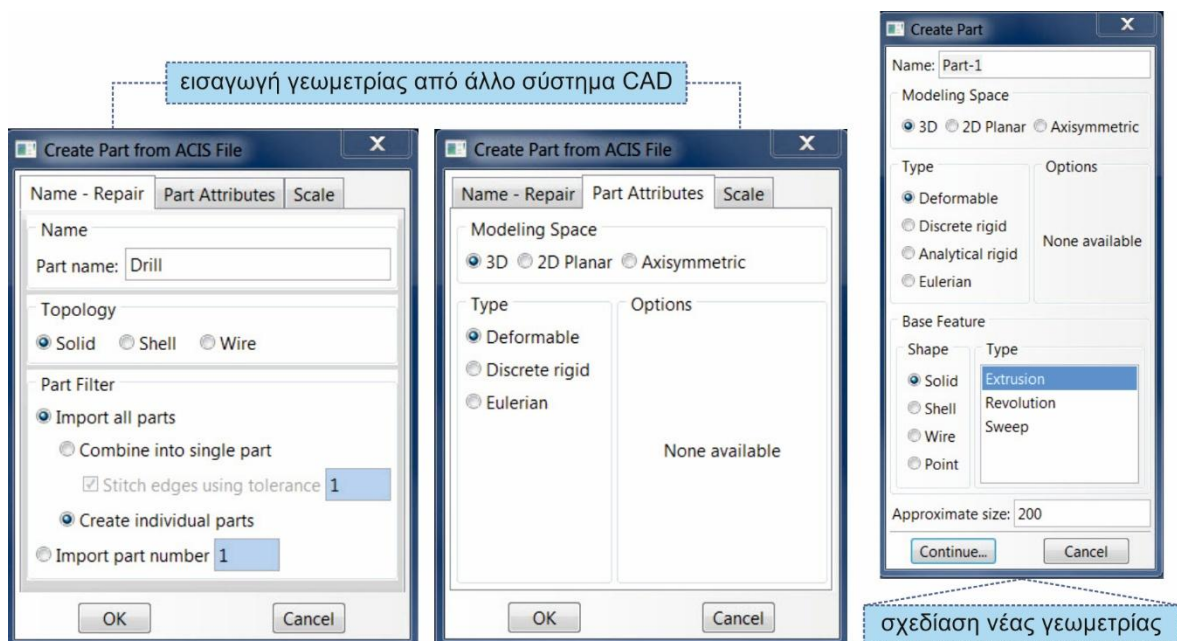 εισαγωγή γεωμετρίας από άλλο σύστημα CAD
Create Part from ACIS File
X
Name - Repair
Part Attributes
Scale
Name
Part name: Drill
Topology
Solid
Shell
Wire
Part Filter
Import all parts
Combine into single part
Stitch edges using tolerance 1
Create individual parts
Import part number 1
OK
Cancel
Create Part from ACIS File
X
Name - Repair
Part Attributes
Scale
Modeling Space
3D
2D Planar
Axisymmetric
Type
Deformable
Discrete rigid
Eulerian
Options
None available
OK
Cancel
Create Part
X
Name: Part-1
Modeling Space
3D
2D Planar
Axisymmetric
Type
Deformable
Discrete rigid
Analytical rigid
Eulerian
Options
None available
Base Feature
Shape
Solid
Shell
Wire
Point
Type
Extrusion
Revolution
Sweep
Approximate size: 200
Continue...
Cancel
σχεδίαση νέας γεωμετρίας